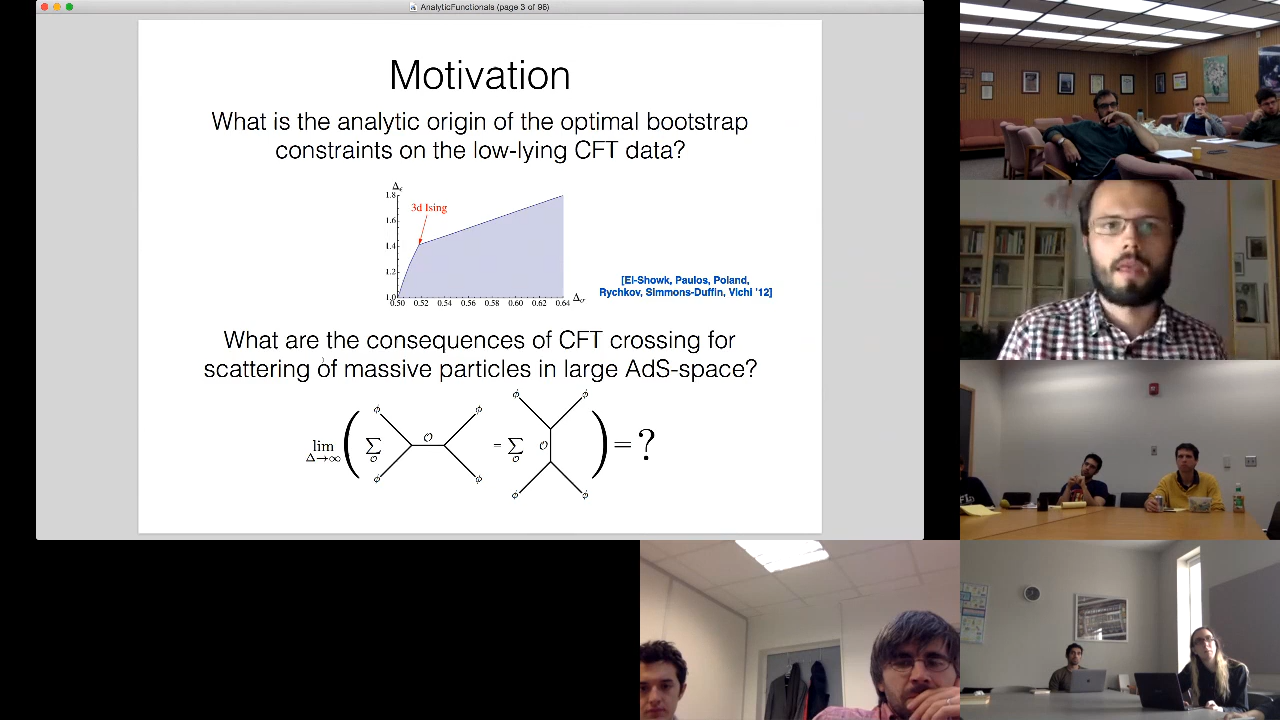 AnalyticFunctionals (page 3 of 98)
Motivation
What is the analytic origin of the optimal bootstrap
constraints on the low-lying CFT data?
Δε
1.8
3d Ising
1.6
1.4
1.2
1.0
0.50 0.52 0.54 0.56 0.58 0.60 0.62 0.64 Δσ
[El-Showk, Paulos, Poland,
Rychkov, Simmons-Duffin, Vichi '12]
What are the consequences of CFT crossing for
scattering of massive particles in large AdS-space?
ϕ ϕ ϕ ϕ
lim Δ→∞ ( ∑ 𝒪 𝒪 = ∑ 𝒪 𝒪 ) = ?
ϕ ϕ ϕ ϕ